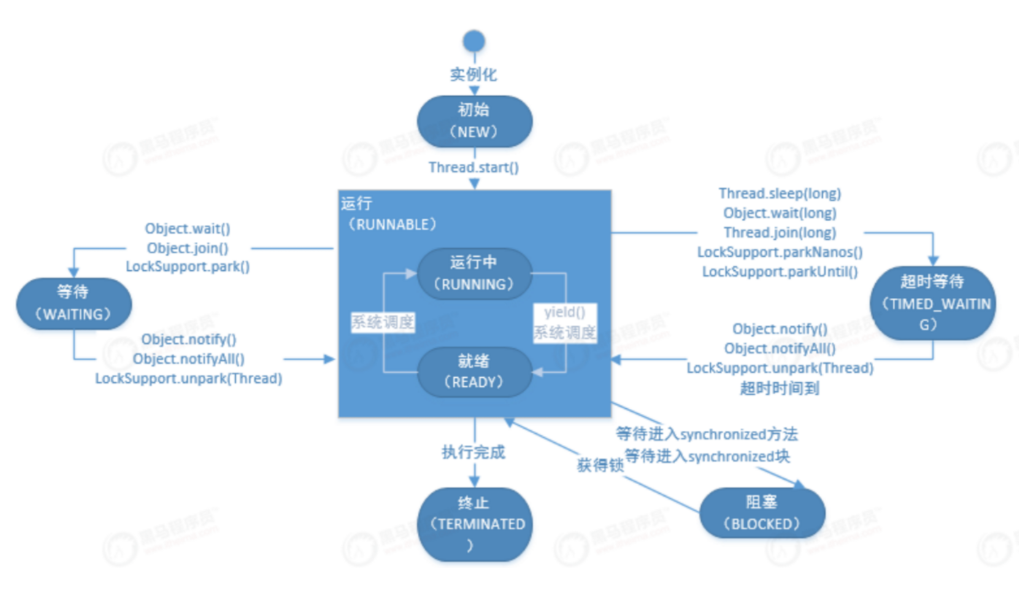 实例化
初始
（NEW）
Thread.start()
运行
（RUNNABLE）
Object.wait()
Object.join()
LockSupport.park()
等待
（WAITING）
Object.notify()
Object.notifyAll()
LockSupport.unpark(Thread)
运行中
（RUNNING）
系统调度
yield()
系统调度
就绪
（READY）
Thread.sleep(long)
Object.wait(long)
Thread.join(long)
LockSupport.parkNanos()
LockSupport.parkUntil()
超时等待
（TIMED_WAITIN
G）
Object.notify()
Object.notifyAll()
LockSupport.unpark(Thread)
超时时间到
等待进入synchronized方法
等待进入synchronized块
获得锁
阻塞
（BLOCKED）
执行完成
终止
（TERMINATED
）
黑马程序员